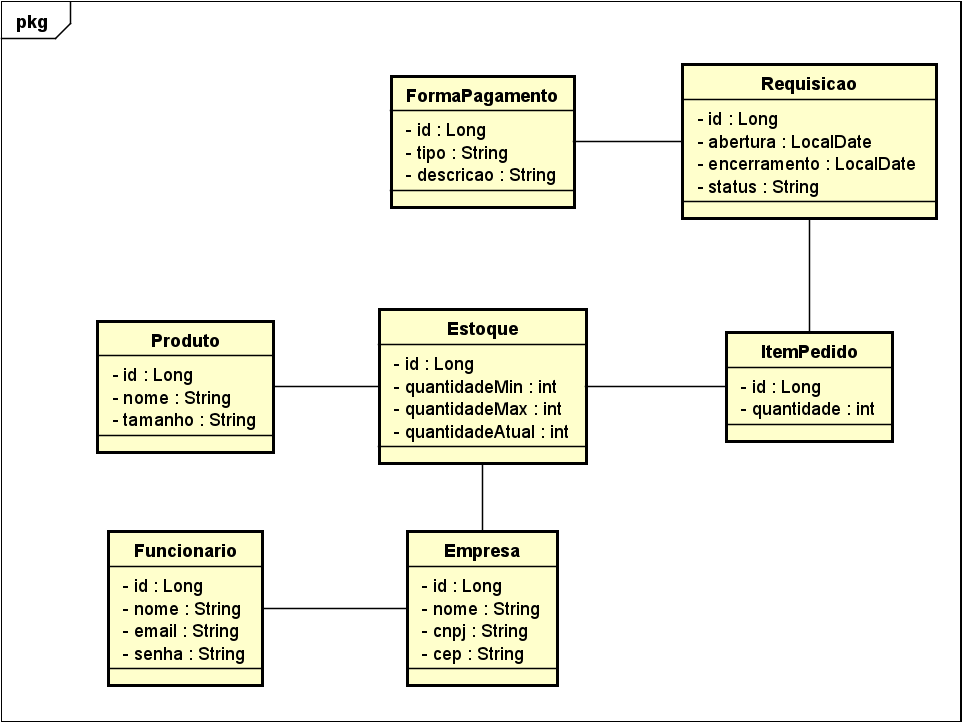 pkg
FormaPagamento
- id : Long
- tipo : String
- descricao : String
Requisicao
- id : Long
- abertura : LocalDate
- encerramento : LocalDate
- status : String
Produto
- id : Long
- nome : String
- tamanho : String
Estoque
- id : Long
- quantidadeMin : int
- quantidadeMax : int
- quantidadeAtual : int
ItemPedido
- id : Long
- quantidade : int
Funcionario
- id : Long
- nome : String
- email : String
- senha : String
Empresa
- id : Long
- nome : String
- cnpj : String
- cep : String